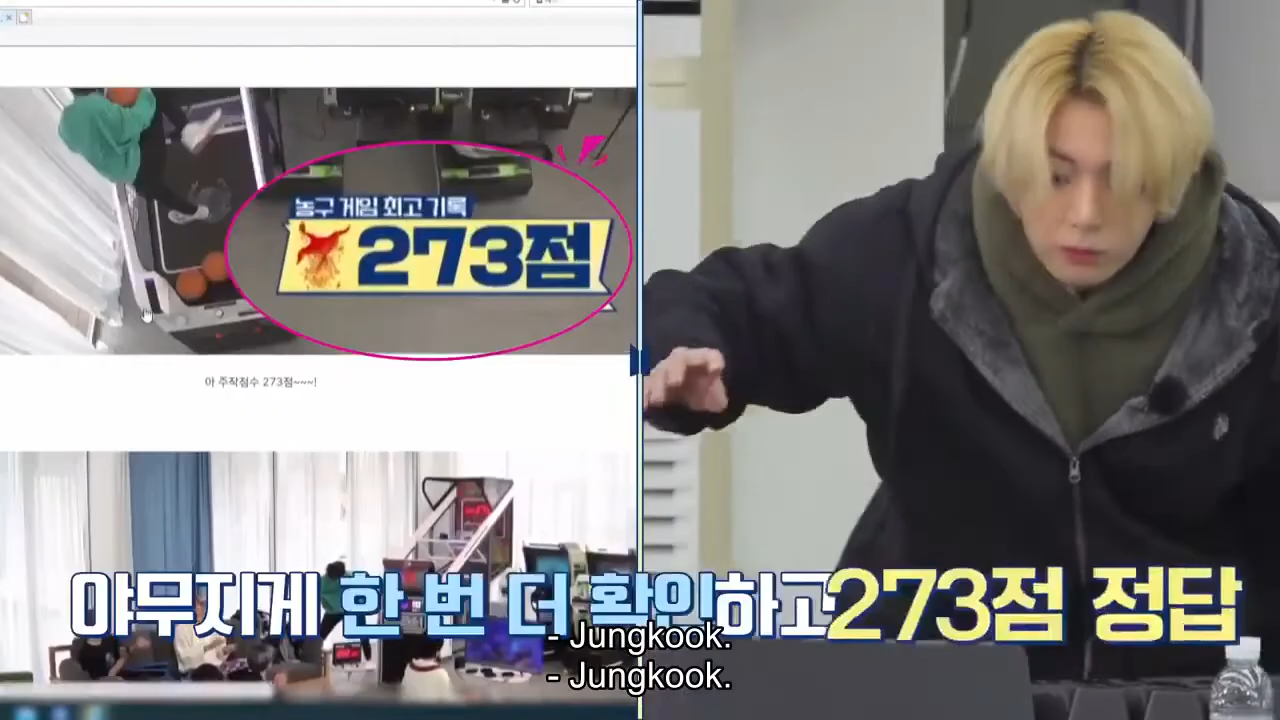 농구 게임 최고 기록
273점
아 주작점수 273점~~~!
야무지게 한 번 더 확인하고 273점 정답
- Jungkook.
- Jungkook.